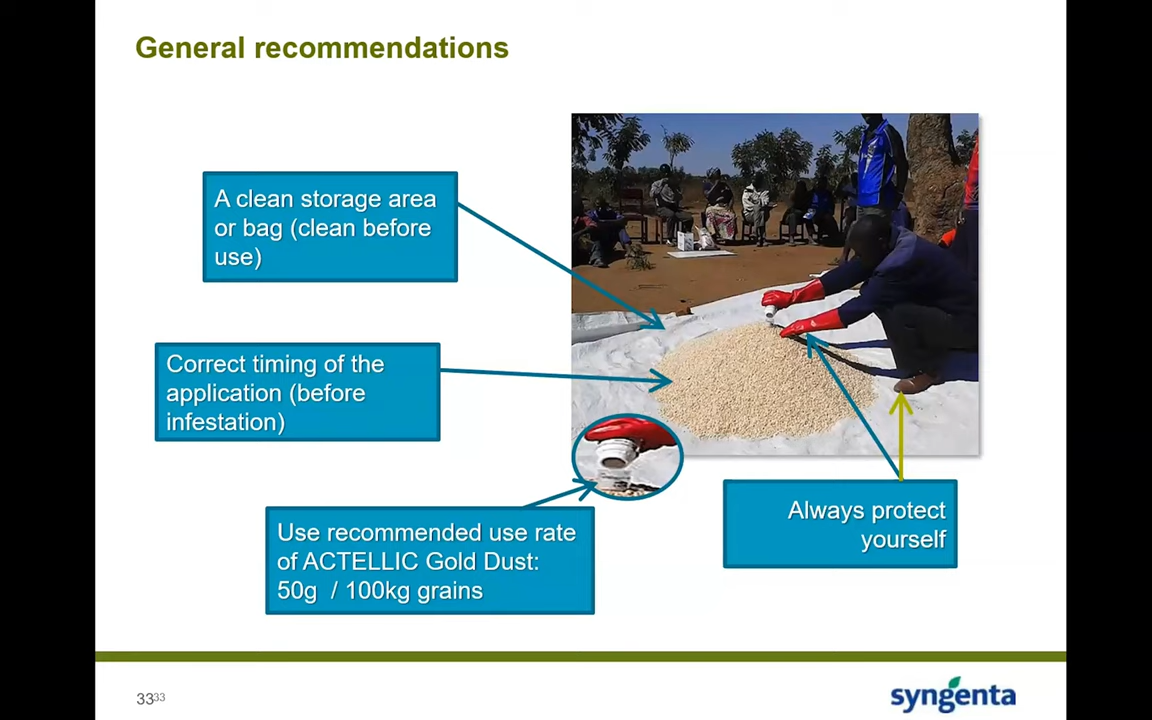 General recommendations
A clean storage area
or bag (clean before
use)
Correct timing of the
application (before
infestation)
Use recommended use rate
of ACTELLIC Gold Dust:
50g / 100kg grains
Always protect
yourself
3333
syngenta